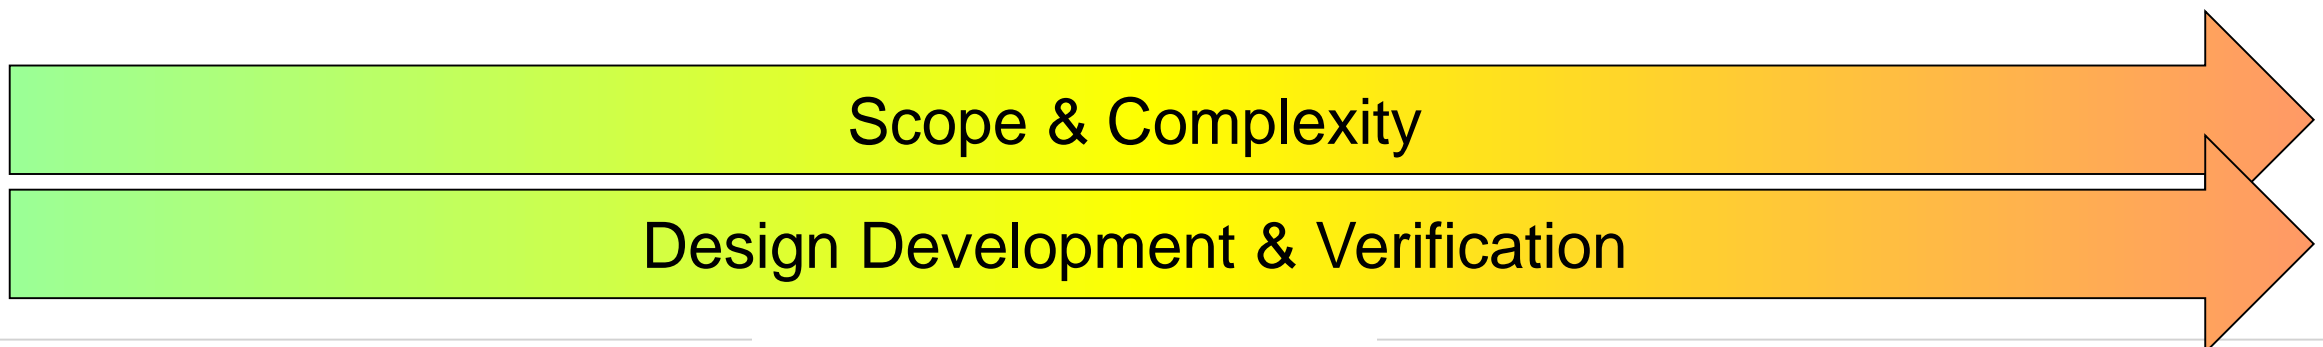 Scope & Complexity
Design Development & Verification